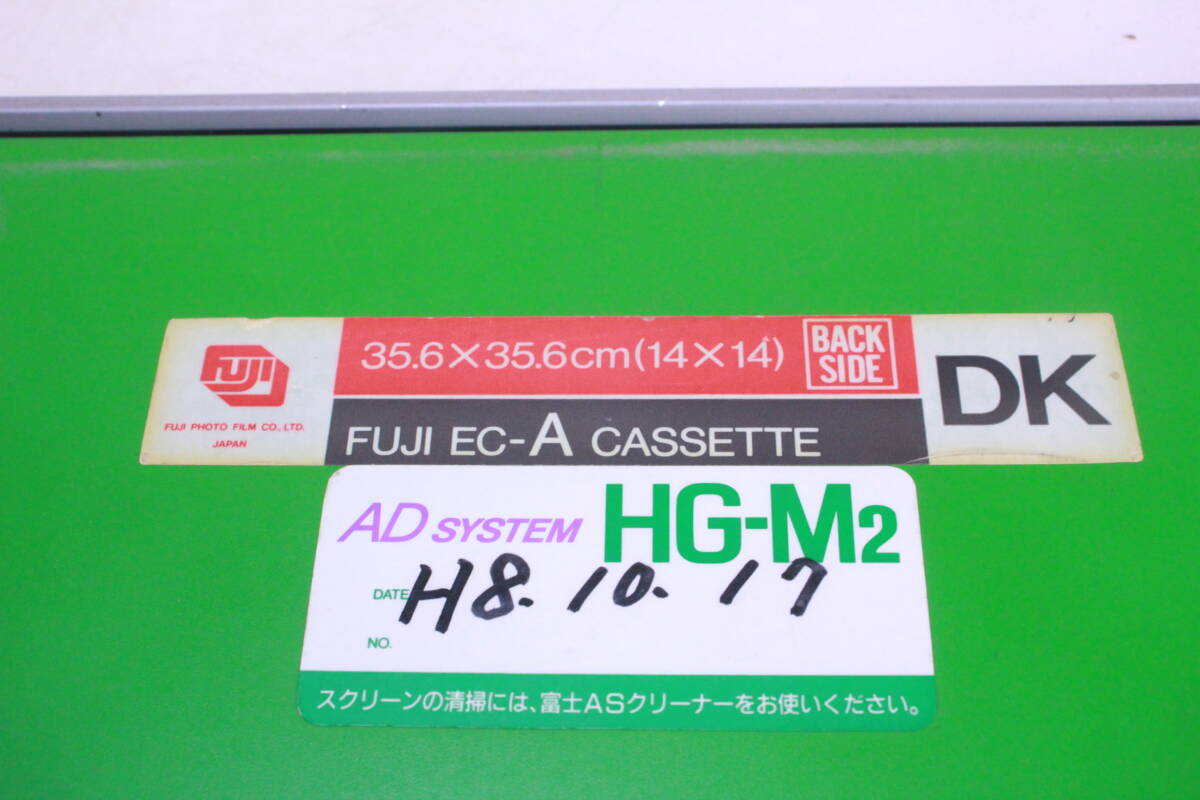 FUJI
FUJI PHOTO FILM CO., LTD.
JAPAN
35.6×35.6cm(14×14)
BACK
SIDE
FUJI EC-A CASSETTE
DK
AD SYSTEM HG-M2
DATE H8.10.17
NO.
スクリーンの清掃には、富士ASクリーナーをお使いください。